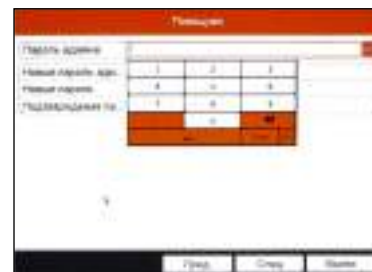 Помощник
Пароль админа
Новый пароль адм...
Новый пароль
Подтверждение па...
1 2 3
4 5 6
7 8 9
0
Пред. След.